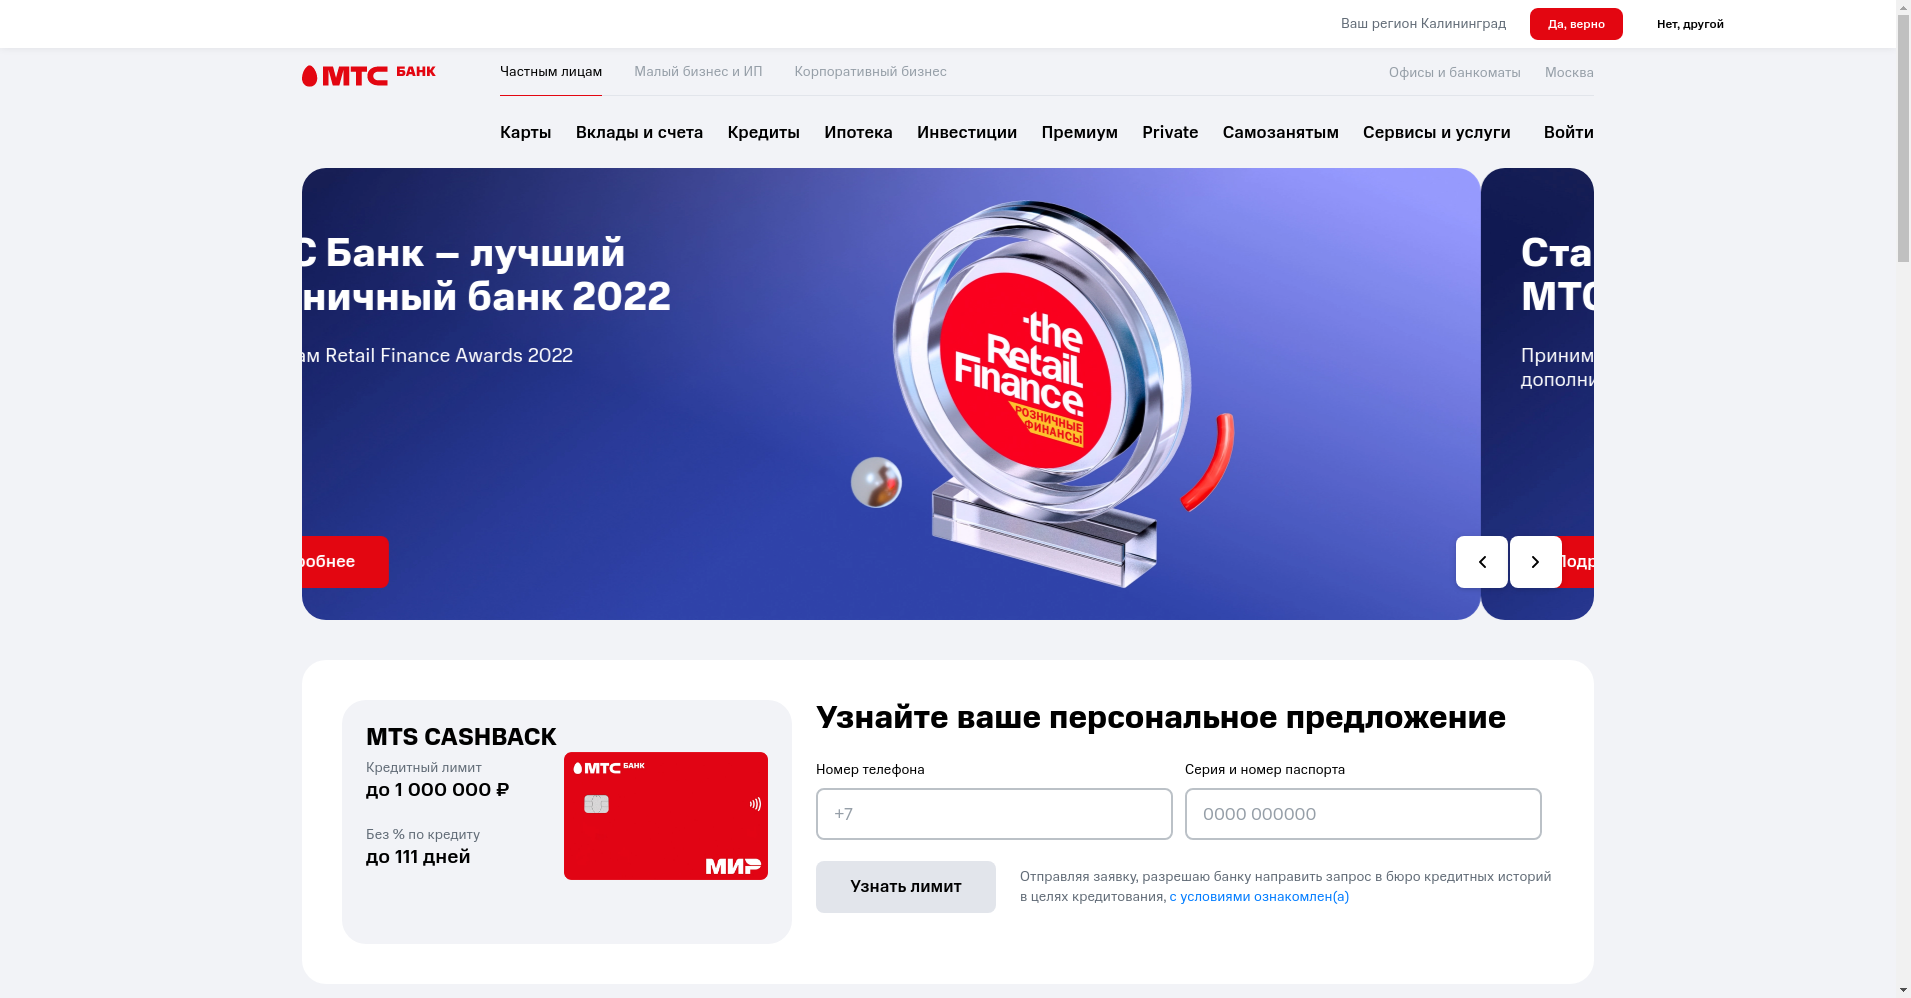 Ваш регион Калининград
Да, верно
Нет, другой
МТС БАНК
Частным лицам
Малый бизнес и ИП
Корпоративный бизнес
Офисы и банкоматы
Москва
Карты
Вклады и счета
Кредиты
Ипотека
Инвестиции
Премиум
Private
Самозанятым
Сервисы и услуги
Войти
С Банк – лучший
ничный банк 2022
ам Retail Finance Awards 2022
робнее
the
Retail
Finance.
РОЗНИЧНЫЕ
ФИНАНСЫ
Ста
МТС
Приним
дополни
Подр
MTS CASHBACK
Кредитный лимит
до 1 000 000 ₽
Без % по кредиту
до 111 дней
МТС БАНК
МИР
Узнайте ваше персональное предложение
Номер телефона
+7
Серия и номер паспорта
0000 000000
Узнать лимит
Отправляя заявку, разрешаю банку направить запрос в бюро кредитных историй
в целях кредитования, с условиями ознакомлен(а)